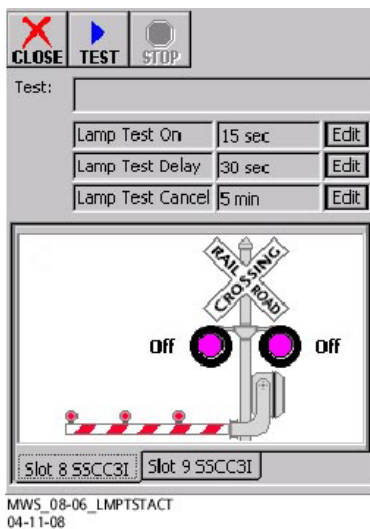 CLOSE TEST STOP
Test:
Lamp Test On 15 sec Edit
Lamp Test Delay 30 sec Edit
Lamp Test Cancel 5 min Edit
RAIL ROAD
CROSSING
Off Off
Slot 8 SSCC3I Slot 9 SSCC3I
MWS_08-06_LMPTSTACT
04-11-08